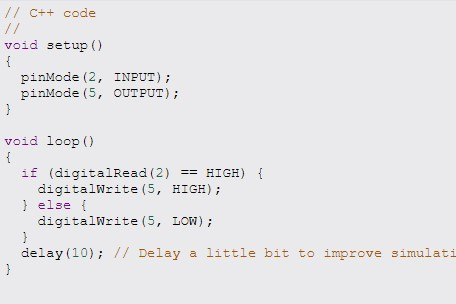 // C++ code
//
void setup()
{
  pinMode(2, INPUT);
  pinMode(5, OUTPUT);
}

void loop()
{
  if (digitalRead(2) == HIGH) {
    digitalWrite(5, HIGH);
  } else {
    digitalWrite(5, LOW);
  }
  delay(10); // Delay a little bit to improve simulati
}